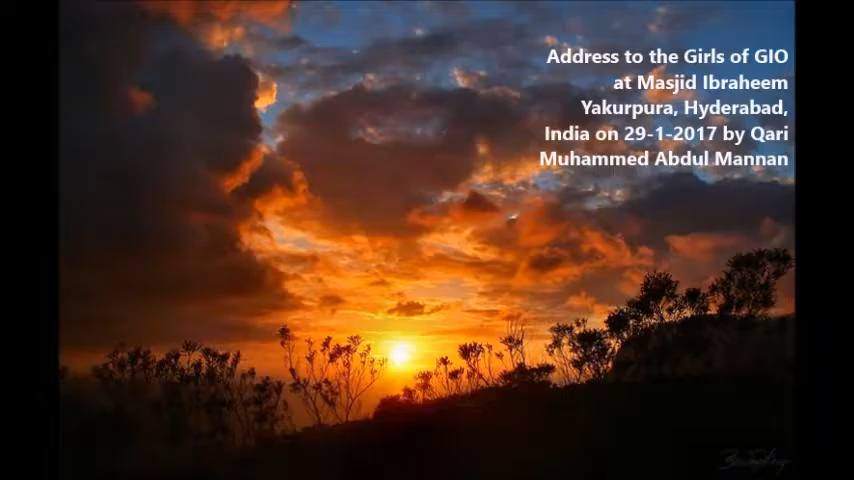 Address to the Girls of GIO
at Masjid Ibraheem
Yakurpura, Hyderabad,
India on 29-1-2017 by Qari
Muhammed Abdul Mannan